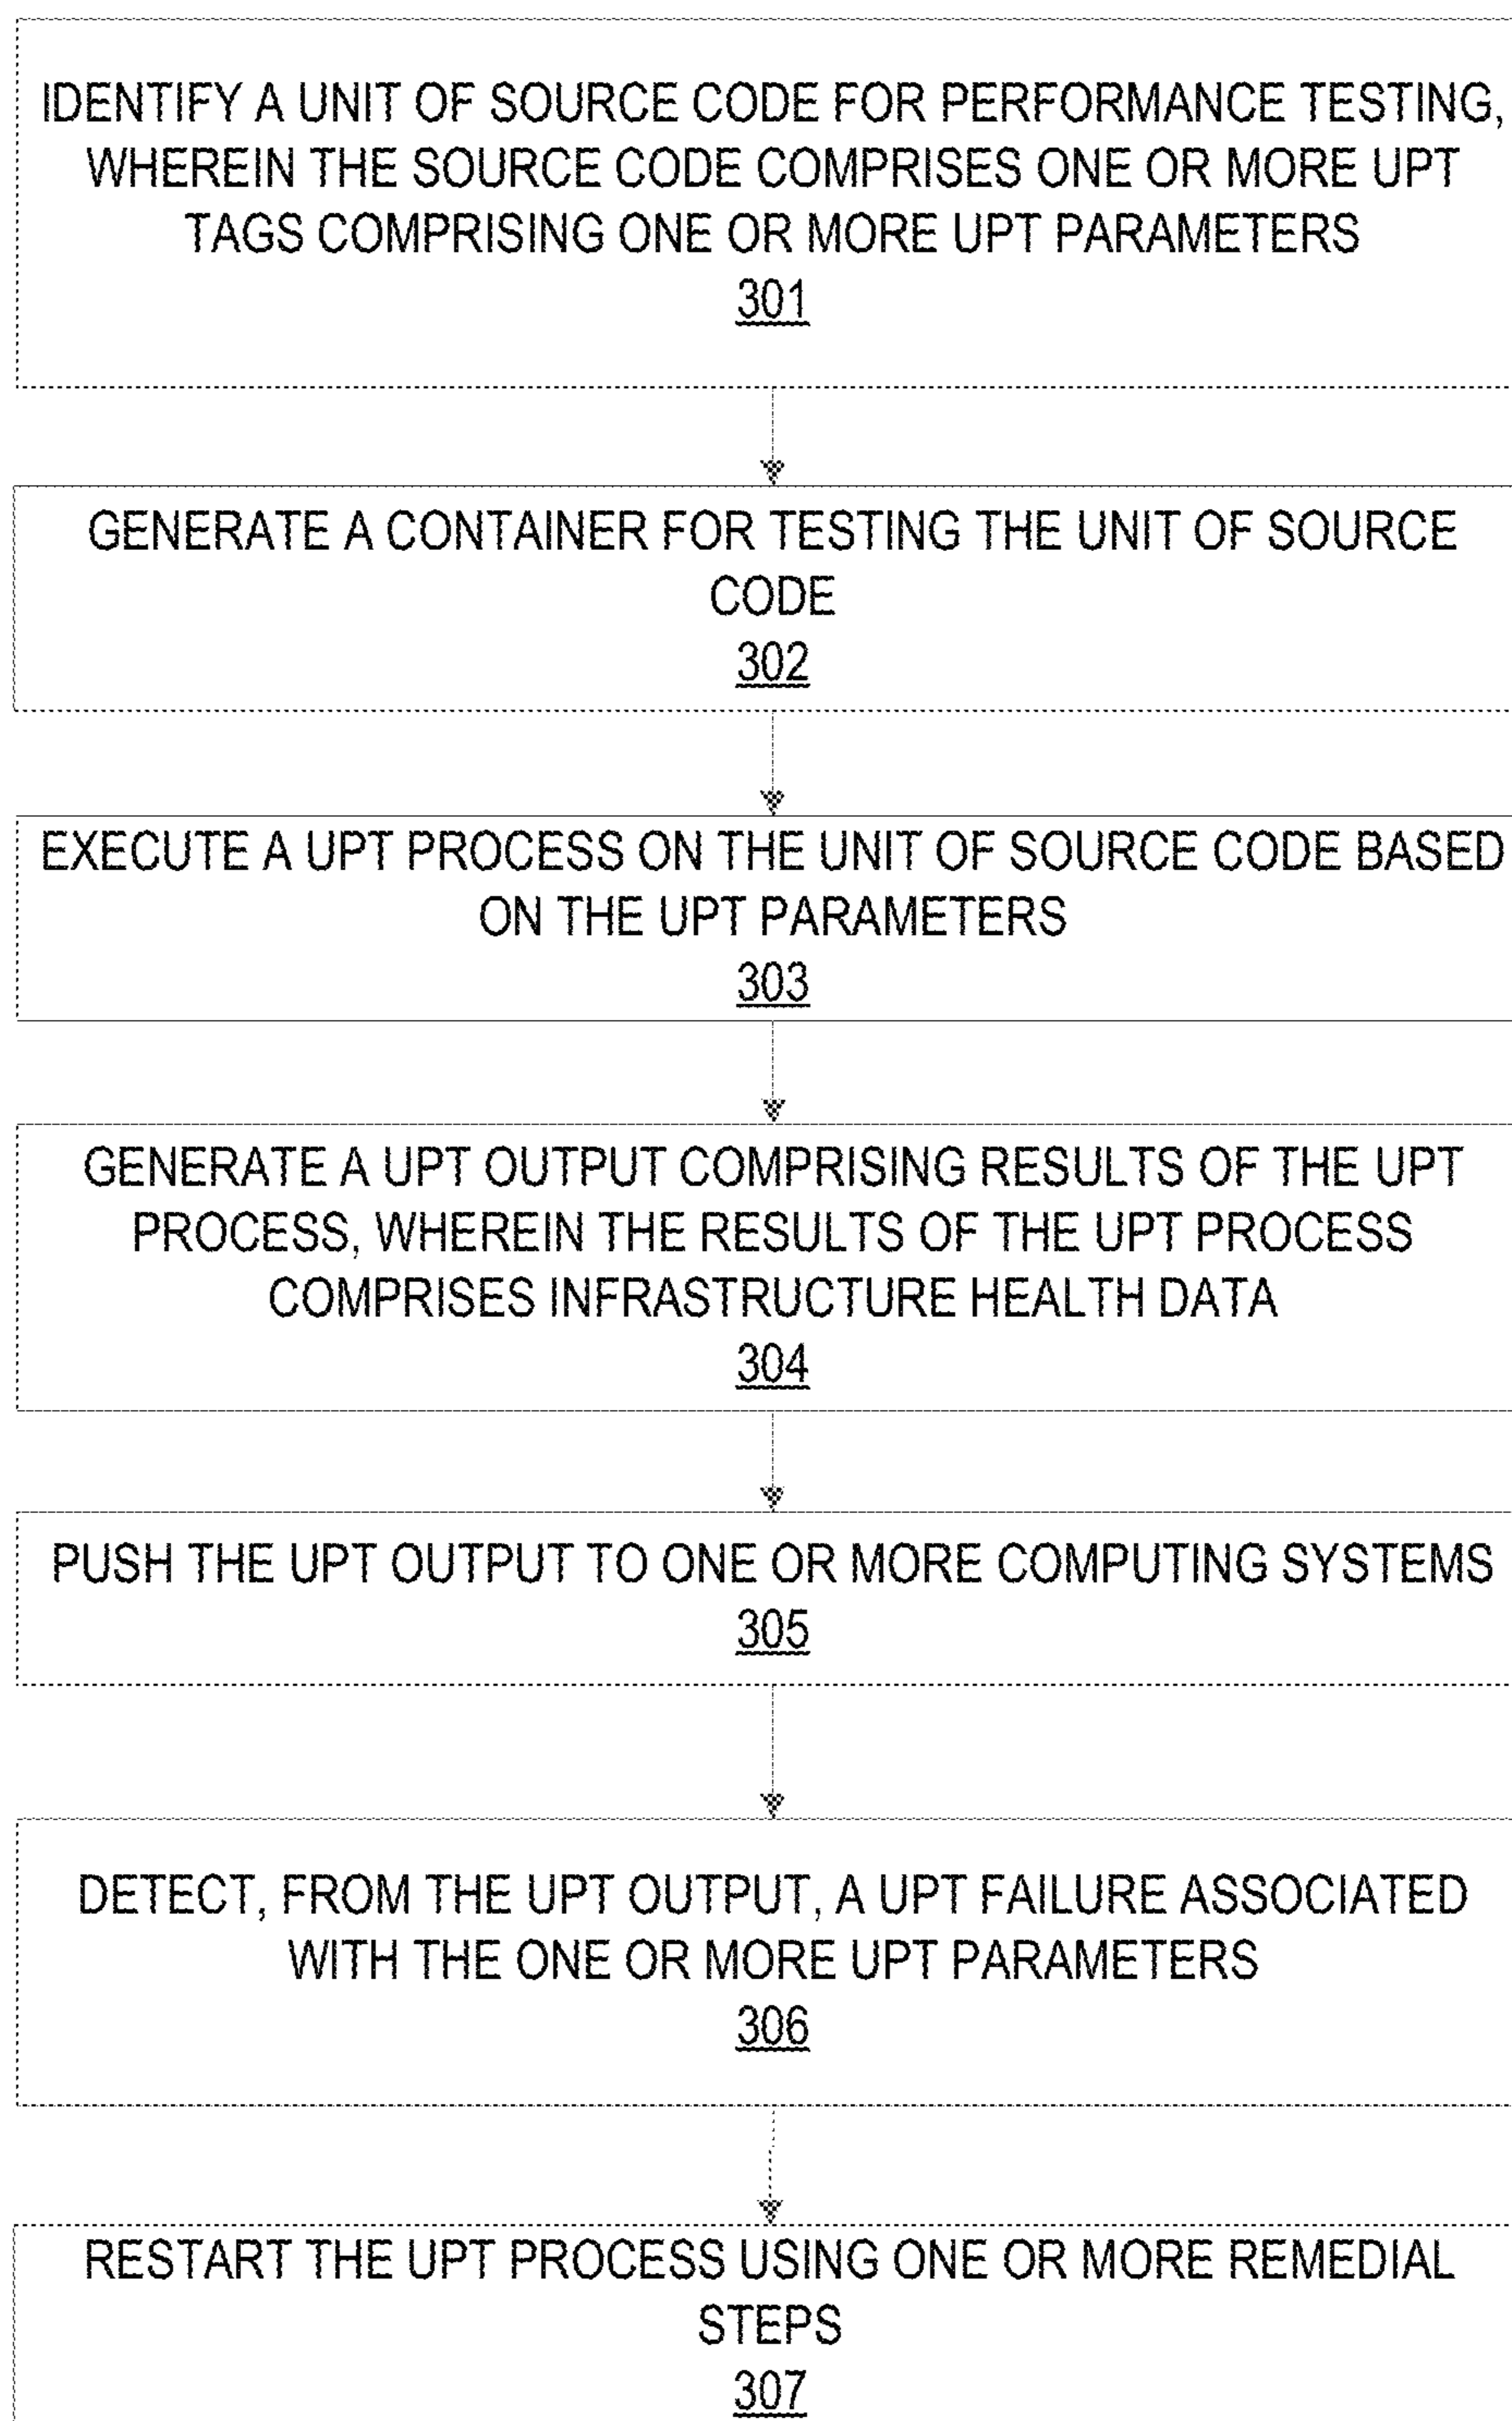 IDENTIFY A UNIT OF SOURCE CODE FOR PERFORMANCE TESTING,
WHEREIN THE SOURCE CODE COMPRISES ONE OR MORE UPT
TAGS COMPRISING ONE OR MORE UPT PARAMETERS
301
GENERATE A CONTAINER FOR TESTING THE UNIT OF SOURCE
CODE
302
EXECUTE A UPT PROCESS ON THE UNIT OF SOURCE CODE BASED
ON THE UPT PARAMETERS
303
GENERATE A UPT OUTPUT COMPRISING RESULTS OF THE UPT
PROCESS, WHEREIN THE RESULTS OF THE UPT PROCESS
COMPRISES INFRASTRUCTURE HEALTH DATA
304
PUSH THE UPT OUTPUT TO ONE OR MORE COMPUTING SYSTEMS
305
DETECT, FROM THE UPT OUTPUT, A UPT FAILURE ASSOCIATED
WITH THE ONE OR MORE UPT PARAMETERS
306
RESTART THE UPT PROCESS USING ONE OR MORE REMEDIAL
STEPS
307